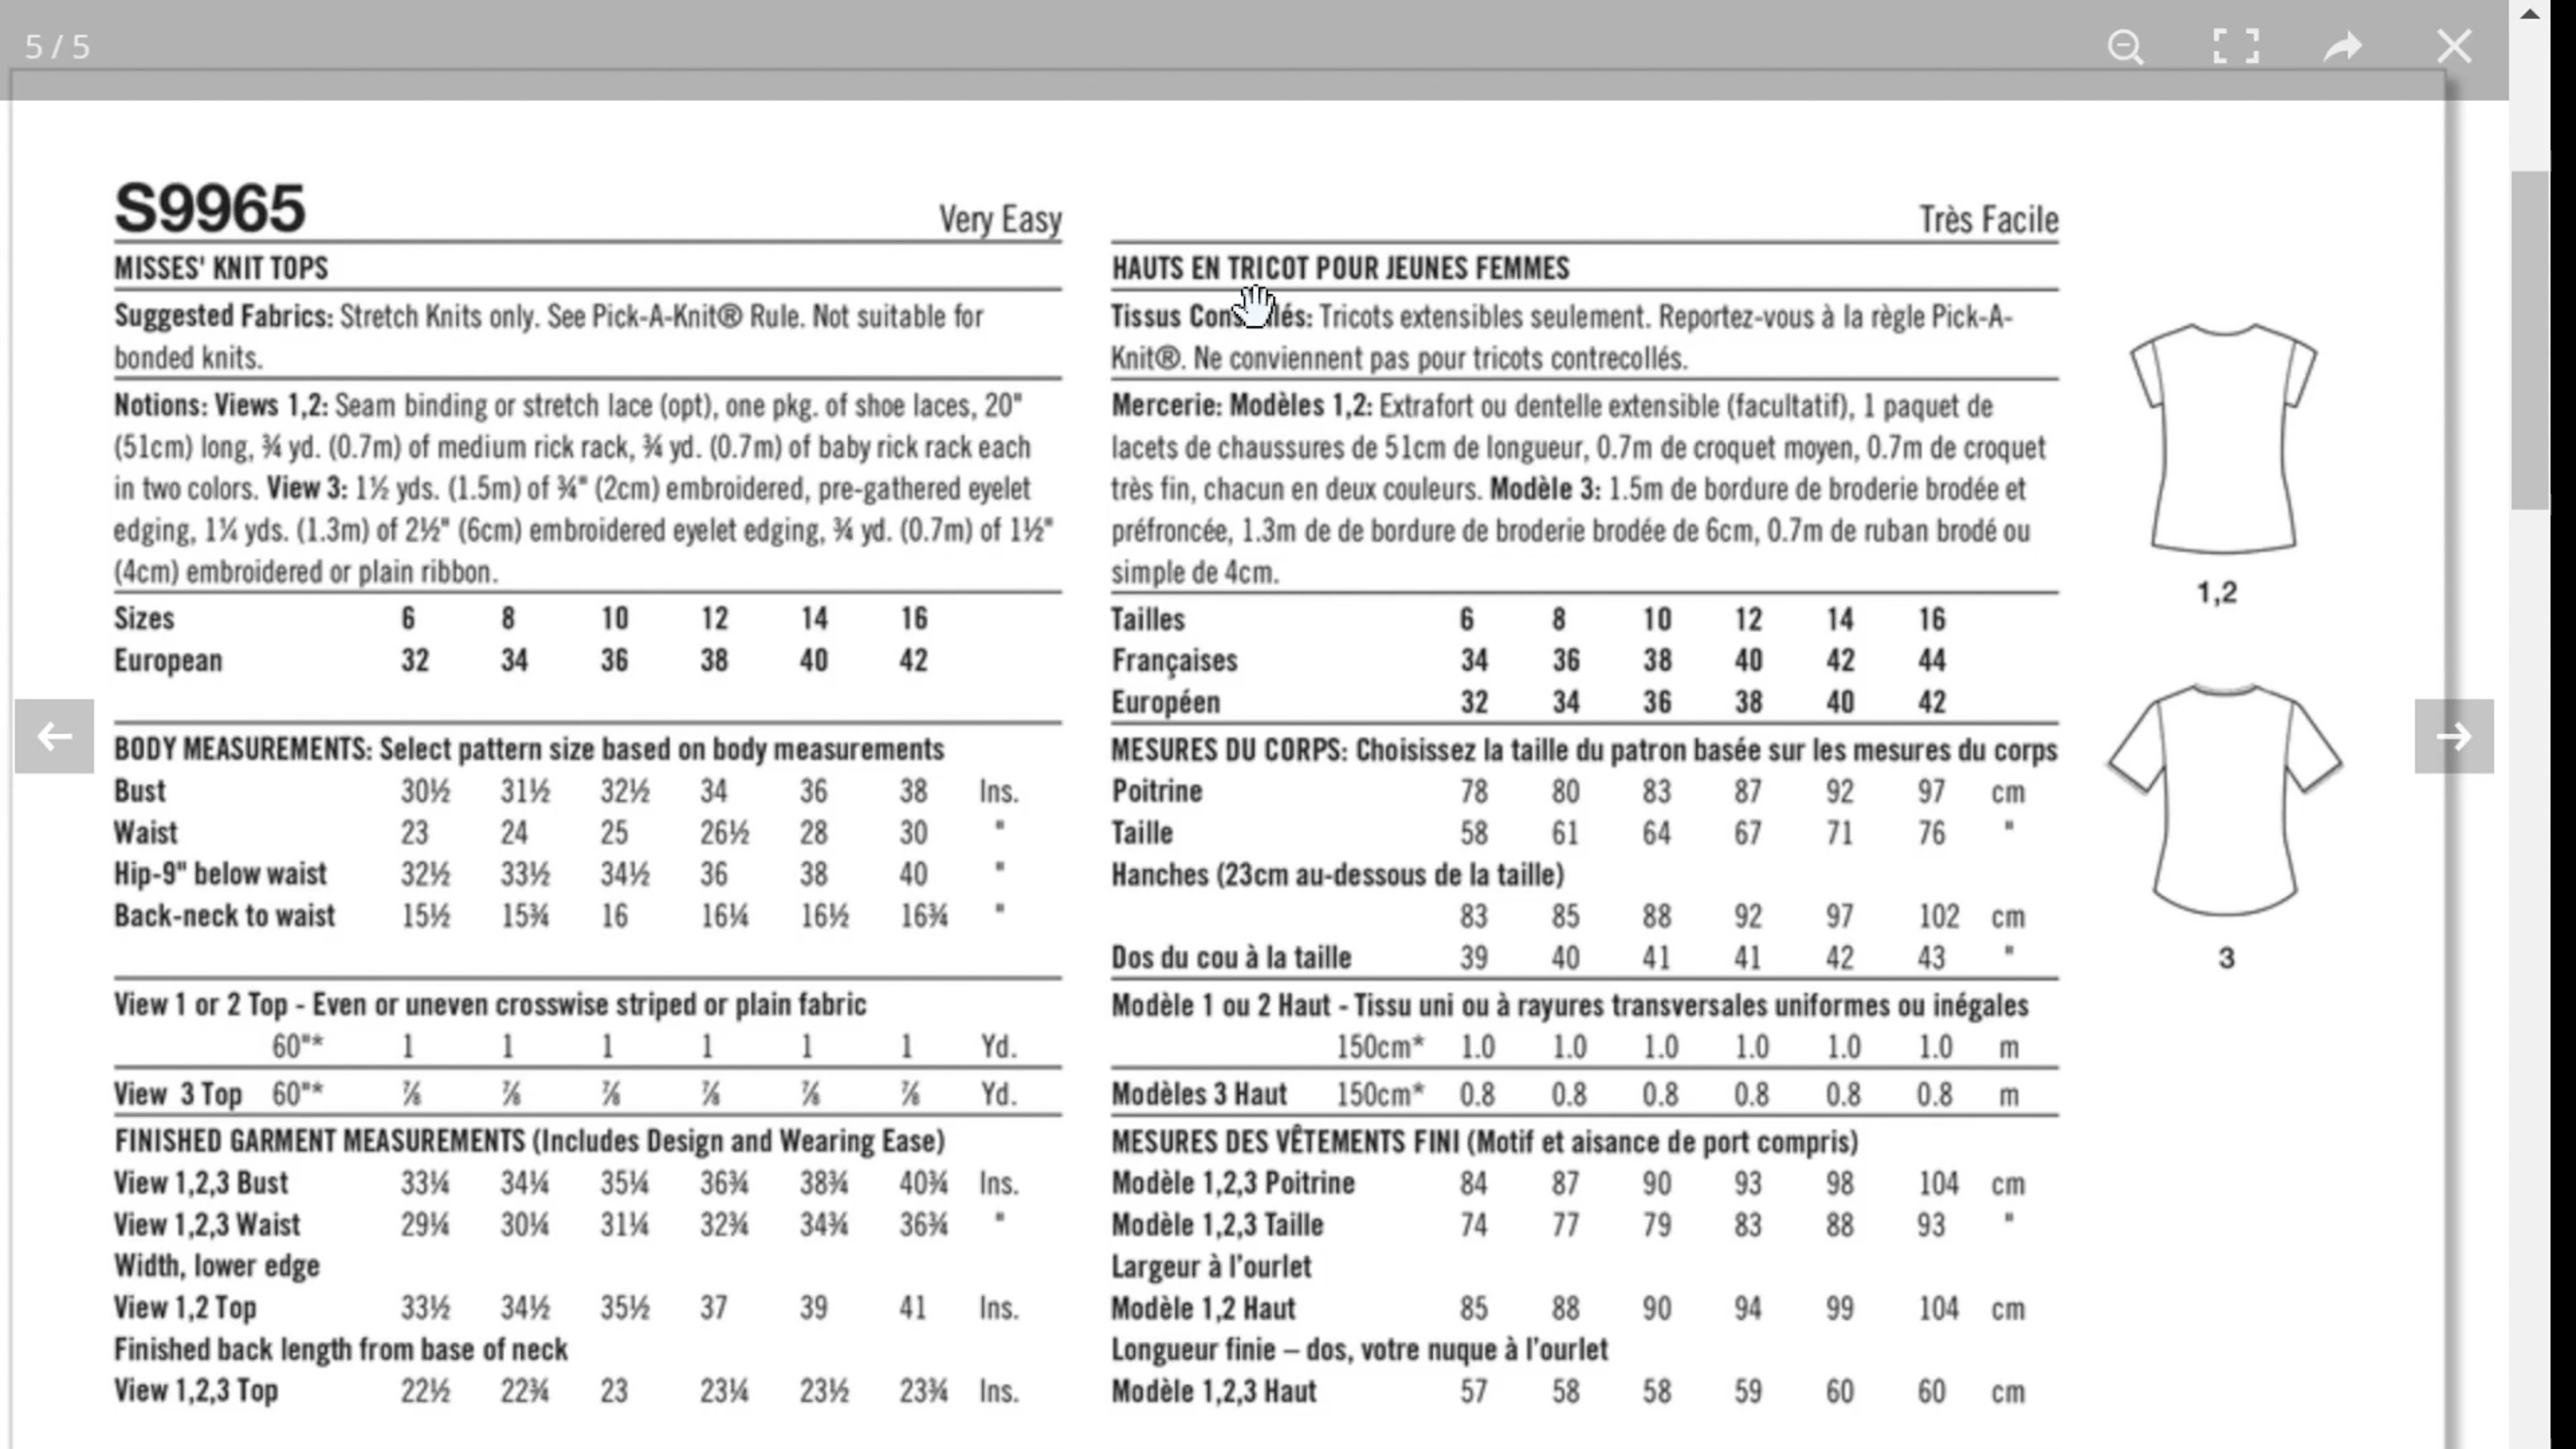 5 / 5
S9965
Very Easy
MISSES' KNIT TOPS
Suggested Fabrics: Stretch Knits only. See Pick-A-Knit® Rule. Not suitable for
bonded knits.
Notions: Views 1,2: Seam binding or stretch lace (opt), one pkg. of shoe laces, 20"
(51cm) long, ¾ yd. (0.7m) of medium rick rack, ¾ yd. (0.7m) of baby rick rack each
in two colors. View 3: 1½ yds. (1.5m) of ¾" (2cm) embroidered, pre-gathered eyelet
edging, 1¼ yds. (1.3m) of 2½" (6cm) embroidered eyelet edging, ¾ yd. (0.7m) of 1½"
(4cm) embroidered or plain ribbon.
Sizes 6 8 10 12 14 16
European 32 34 36 38 40 42
BODY MEASUREMENTS: Select pattern size based on body measurements
Bust 30½ 31½ 32½ 34 36 38 Ins.
Waist 23 24 25 26½ 28 30 "
Hip-9" below waist 32½ 33½ 34½ 36 38 40 "
Back-neck to waist 15½ 15¾ 16 16¼ 16½ 16¾ "
View 1 or 2 Top - Even or uneven crosswise striped or plain fabric
60"* 1 1 1 1 1 1 Yd.
View 3 Top 60"* ⅞ ⅞ ⅞ ⅞ ⅞ ⅞ Yd.
FINISHED GARMENT MEASUREMENTS (Includes Design and Wearing Ease)
View 1,2,3 Bust 33¼ 34¼ 35¼ 36¾ 38¾ 40¾ Ins.
View 1,2,3 Waist 29¼ 30¼ 31¼ 32¾ 34¾ 36¾ "
Width, lower edge
View 1,2 Top 33½ 34½ 35½ 37 39 41 Ins.
Finished back length from base of neck
View 1,2,3 Top 22½ 22¾ 23 23¼ 23½ 23¾ Ins.
Très Facile
HAUTS EN TRICOT POUR JEUNES FEMMES
Tissus Tricots extensibles seulement. Reportez-vous à la règle Pick-A-
Knit®. Ne conviennent pas pour tricots contrecollés.
Mercerie: Modèles 1,2: Extrafort ou dentelle extensible (facultatif), 1 paquet de
lacets de chaussures de 51cm de longueur, 0.7m de croquet moyen, 0.7m de croquet
très fin, chacun en deux couleurs. Modèle 3: 1.5m de bordure de broderie brodée et
préfroncée, 1.3m de de bordure de broderie brodée de 6cm, 0.7m de ruban brodé ou
simple de 4cm.
Tailles 6 8 10 12 14 16
Françaises 34 36 38 40 42 44
Européen 32 34 36 38 40 42
MESURES DU CORPS: Choisissez la taille du patron basée sur les mesures du corps
Poitrine 78 80 83 87 92 97 cm
Taille 58 61 64 67 71 76 "
Hanches (23cm au-dessous de la taille)
83 85 88 92 97 102 cm
Dos du cou à la taille 39 40 41 41 42 43 "
Modèle 1 ou 2 Haut - Tissu uni ou à rayures transversales uniformes ou inégales
150cm* 1.0 1.0 1.0 1.0 1.0 1.0 m
Modèles 3 Haut 150cm* 0.8 0.8 0.8 0.8 0.8 0.8 m
MESURES DES VÊTEMENTS FINI (Motif et aisance de port compris)
Modèle 1,2,3 Poitrine 84 87 90 93 98 104 cm
Modèle 1,2,3 Taille 74 77 79 83 88 93 "
Largeur à l'ourlet
Modèle 1,2 Haut 85 88 90 94 99 104 cm
Longueur finie – dos, votre nuque à l'ourlet
Modèle 1,2,3 Haut 57 58 58 59 60 60 cm
1,2
3